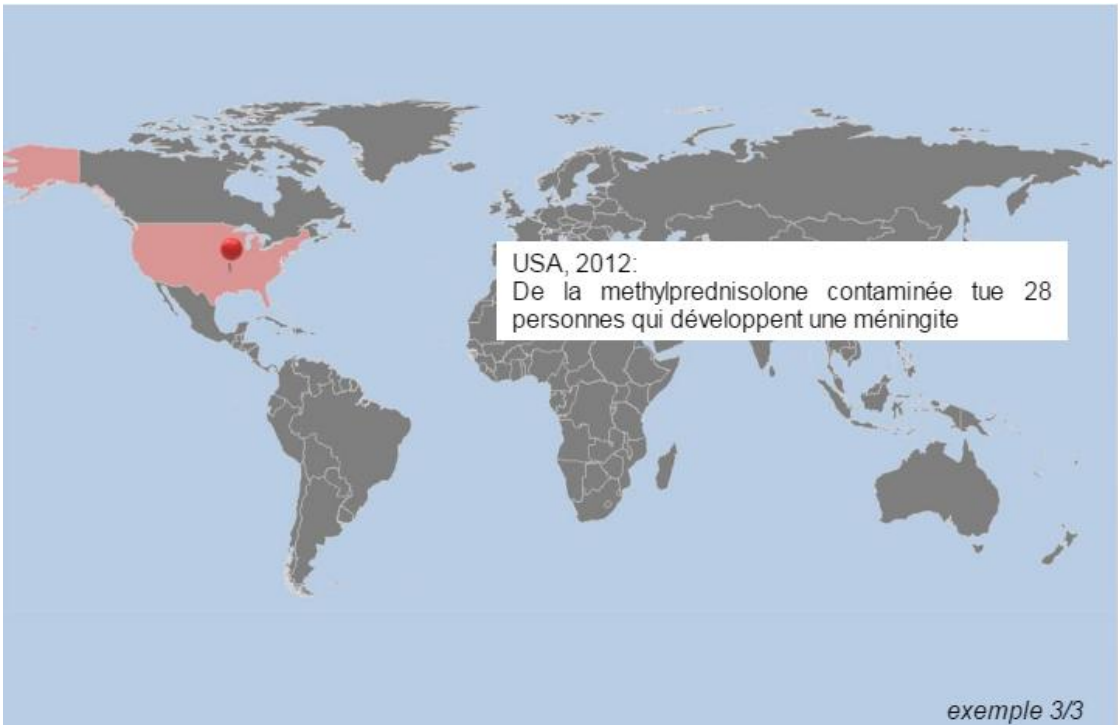 USA, 2012:
De la methylprednisolone contaminée tue 28
personnes qui développent une méningite
exemple 3/3